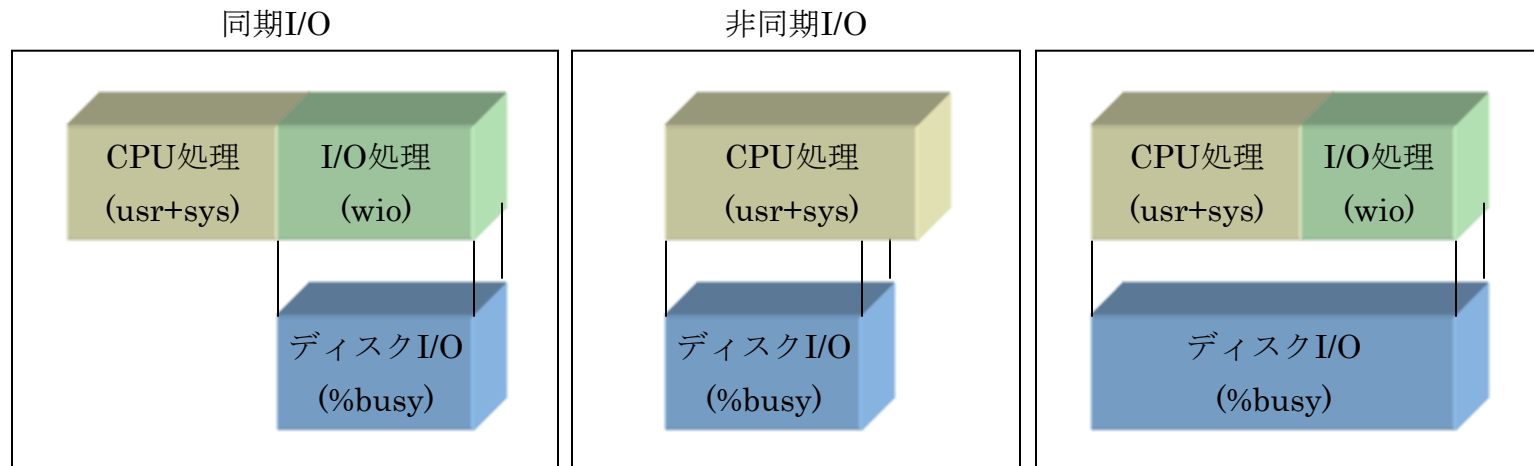 同期I/O
非同期I/O
CPU処理
(usr+sys)
I/O処理
(wio)
ディスクI/O
(%busy)
CPU処理
(usr+sys)
ディスクI/O
(%busy)
CPU処理
(usr+sys)
I/O処理
(wio)
ディスクI/O
(%busy)